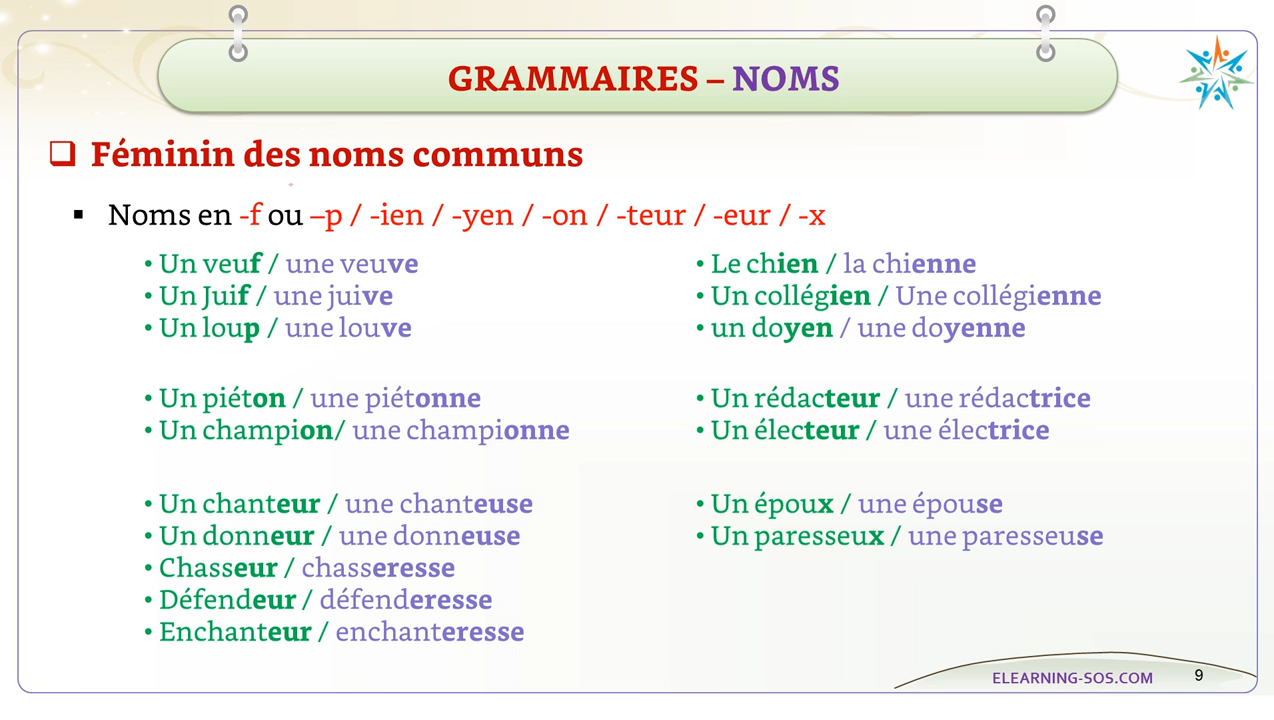 GRAMMAIRES – NOMS
❑ Féminin des noms communs
▪ Noms en -f ou –p / -ien / -yen / -on / -teur / -eur / -x
• Un veuf / une veuve
• Un Juif / une juive
• Un loup / une louve
• Le chien / la chienne
• Un collégien / Une collégienne
• un doyen / une doyenne
• Un piéton / une piétonne
• Un champion/ une championne
• Un rédacteur / une rédactrice
• Un électeur / une électrice
• Un chanteur / une chanteuse
• Un donneur / une donneuse
• Chasseur / chasseresse
• Défendeur / défenderesse
• Enchanteur / enchanteresse
• Un époux / une épouse
• Un paresseux / une paresseuse
ELEARNING-SOS.COM 9